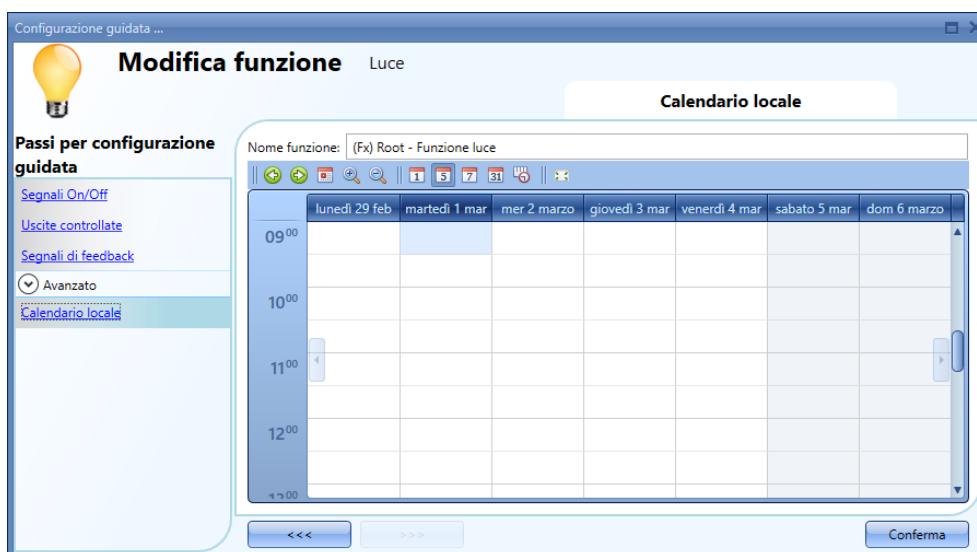 Configurazione guidata ...
Modifica funzione Luce
Calendario locale
Passi per configurazione guidata
Segnali On/Off
Uscite controllate
Segnali di feedback
Avanzato
Calendario locale
Nome funzione: (Fx) Root - Funzione luce
1 5 7 31
lunedì 29 feb martedì 1 mar mer 2 marzo giovedì 3 mar venerdì 4 mar sabato 5 mar dom 6 marzo
09 00
10 00
11 00
12 00
<<< >>> Conferma